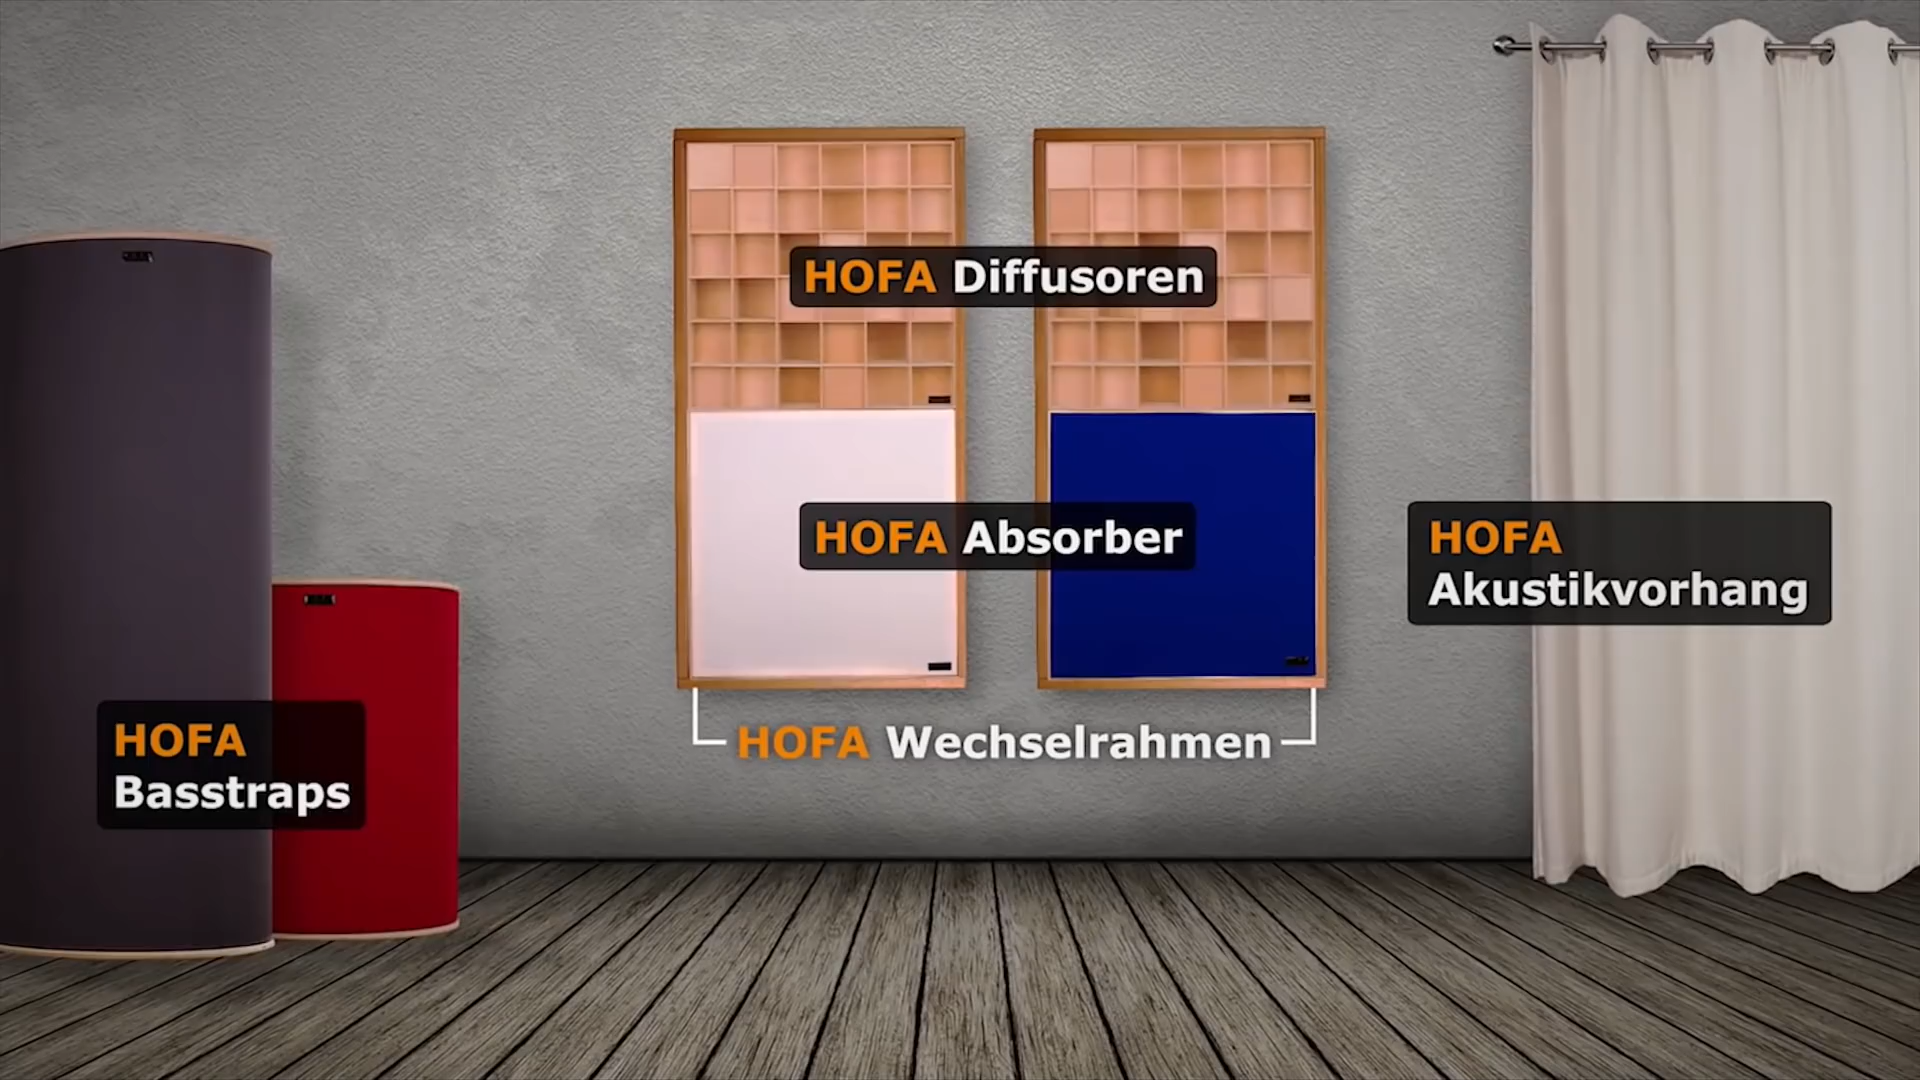 HOFA Diffusoren
HOFA Absorber
HOFA
Akustikvorhang
HOFA Wechselrahmen
HOFA
Basstraps